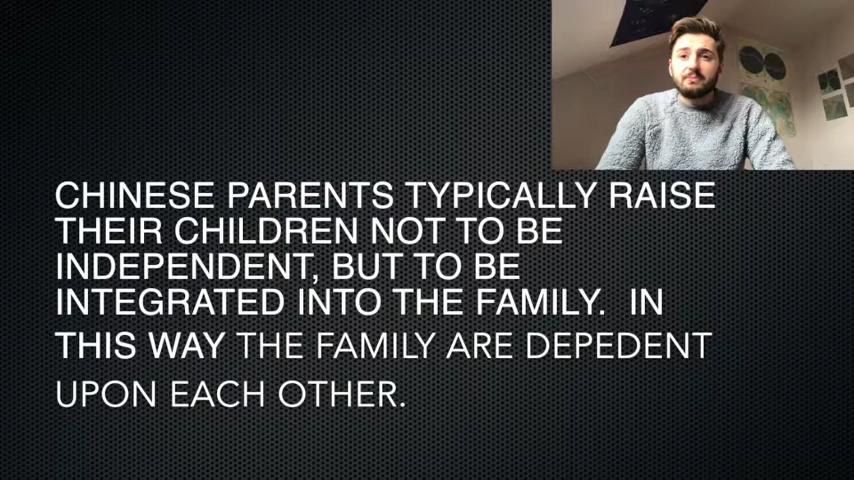 CHINESE PARENTS TYPICALLY RAISE
THEIR CHILDREN NOT TO BE
INDEPENDENT, BUT TO BE
INTEGRATED INTO THE FAMILY.  IN
THIS WAY THE FAMILY ARE DEPEDENT
UPON EACH OTHER.